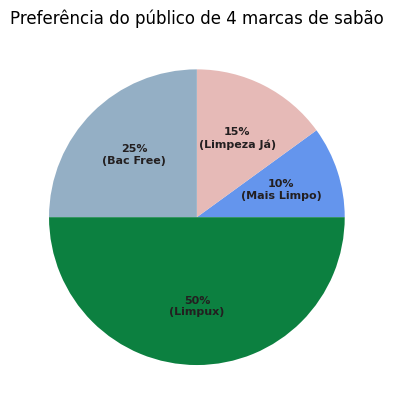 Preferência do público de 4 marcas de sabão
15%
(Limpeza Já)
25%
(Bac Free)
10%
(Mais Limpo)
50%
(Limpux)